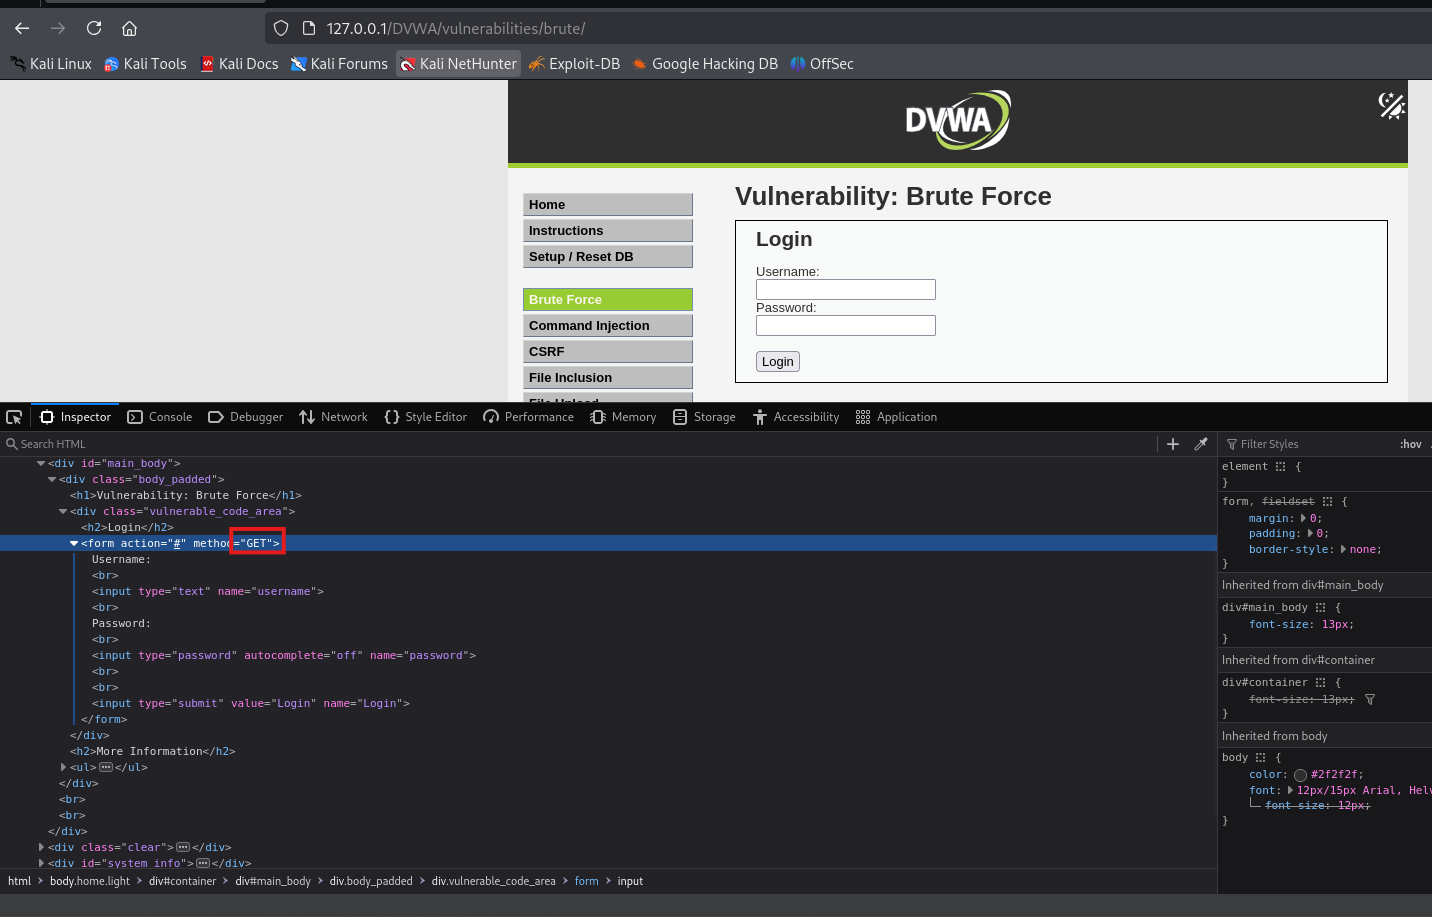 127.0.0.1/DVWA/vulnerabilities/brute/
Kali Linux Kali Tools Kali Docs Kali Forums Kali NetHunter Exploit-DB Google Hacking DB OffSec
DVWA
Home
Instructions
Setup / Reset DB
Brute Force
Command Injection
CSRF
File Inclusion
File Upload
Vulnerability: Brute Force
Login
Username:
Password:
Login
Inspector Console Debugger Network Style Editor Performance Memory Storage Accessibility Application
Search HTML
<div id="main_body">
<div class="body_padded">
<h1>Vulnerability: Brute Force</h1>
<div class="vulnerable_code_area">
<h2>Login</h2>
<form action="#" method="GET">
Username:
<br>
<input type="text" name="username">
<br>
Password:
<br>
<input type="password" autocomplete="off" name="password">
<br>
<br>
<input type="submit" value="Login" name="Login">
</form>
</div>
<h2>More Information</h2>
<ul></ul>
</div>
<br>
<br>
</div>
<div class="clear"></div>
<div id="system_info"></div>
html body.home.light div#container div#main_body div.body_padded div.vulnerable_code_area form input
Filter Styles :hov
element {
}
form, fieldset {
margin: 0;
padding: 0;
border-style: none;
}
Inherited from div#main_body
div#main_body {
font-size: 13px;
}
Inherited from div#container
div#container {
font-size: 13px;
}
Inherited from body
body {
color: #2f2f2f;
font: 12px/15px Arial,
font-size: 12px;
}